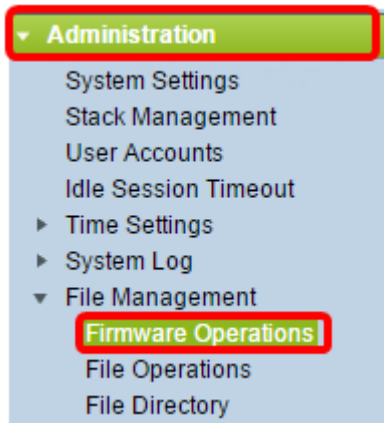 Administration
System Settings
Stack Management
User Accounts
Idle Session Timeout
Time Settings
System Log
File Management
Firmware Operations
File Operations
File Directory